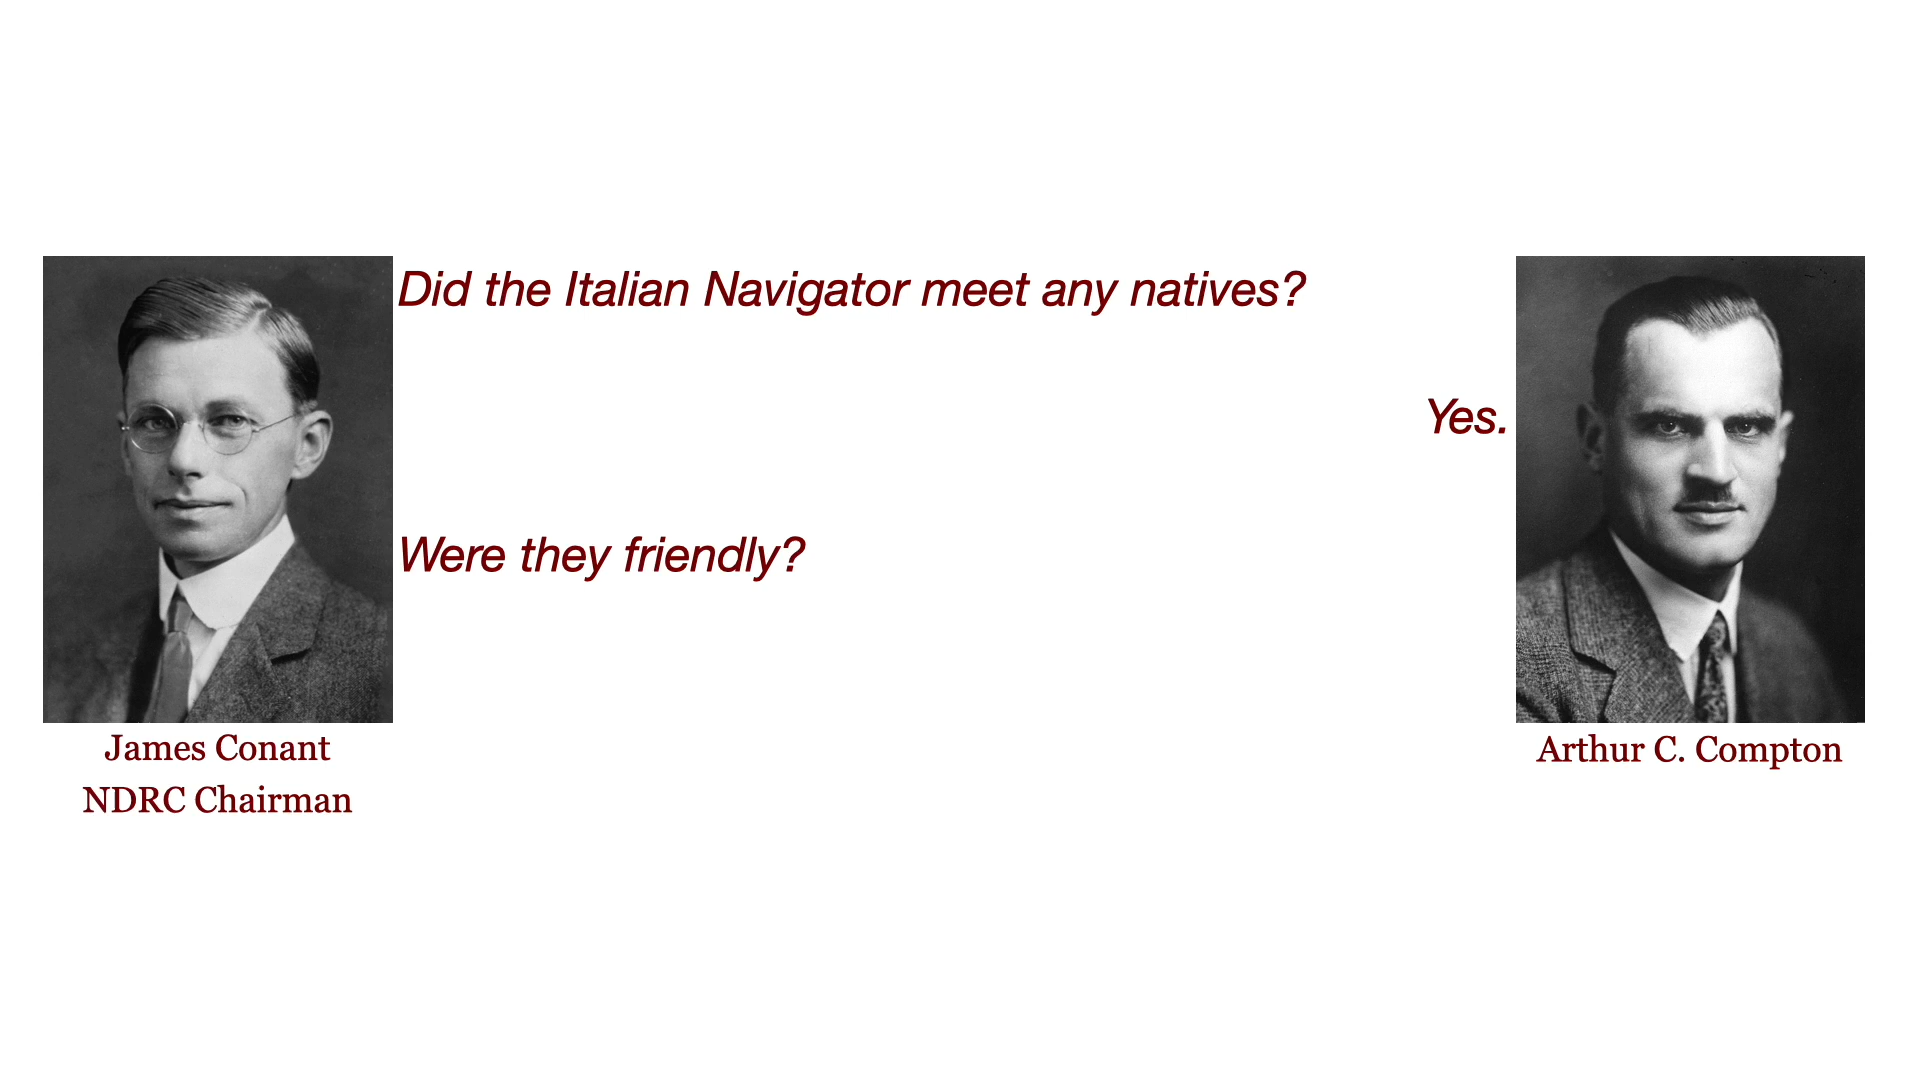 Did the Italian Navigator meet any natives?
Yes.
Were they friendly?
James Conant
NDRC Chairman
Arthur C. Compton